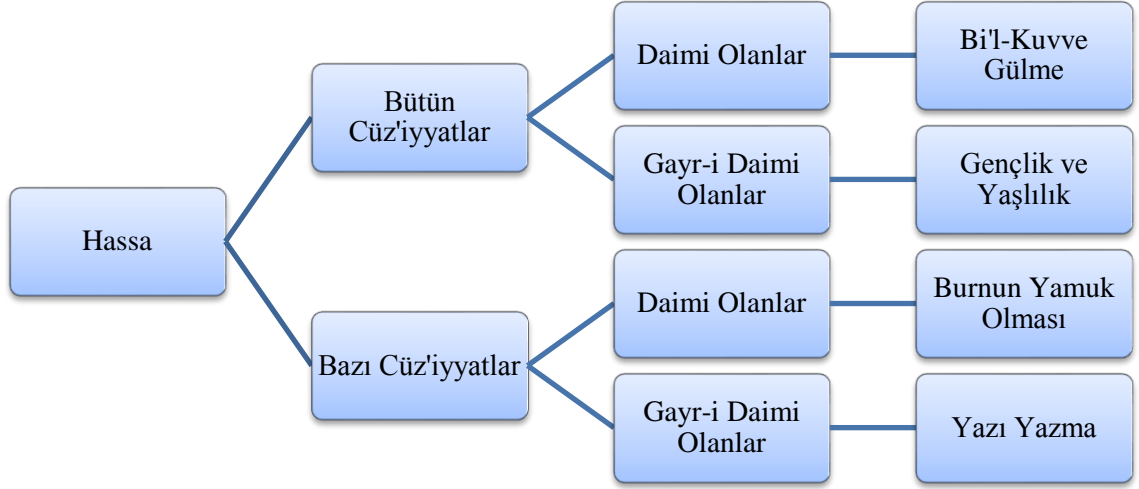 Hassa
Bütün
Cüz'iyyatlar
Daimi Olanlar
Bi'l-Kuvve
Gülme
Gayr-i Daimi
Olanlar
Gençlik ve
Yaşlılık
Bazı Cüz'iyyatlar
Daimi Olanlar
Burnun Yamuk
Olması
Gayr-i Daimi
Olanlar
Yazı Yazma